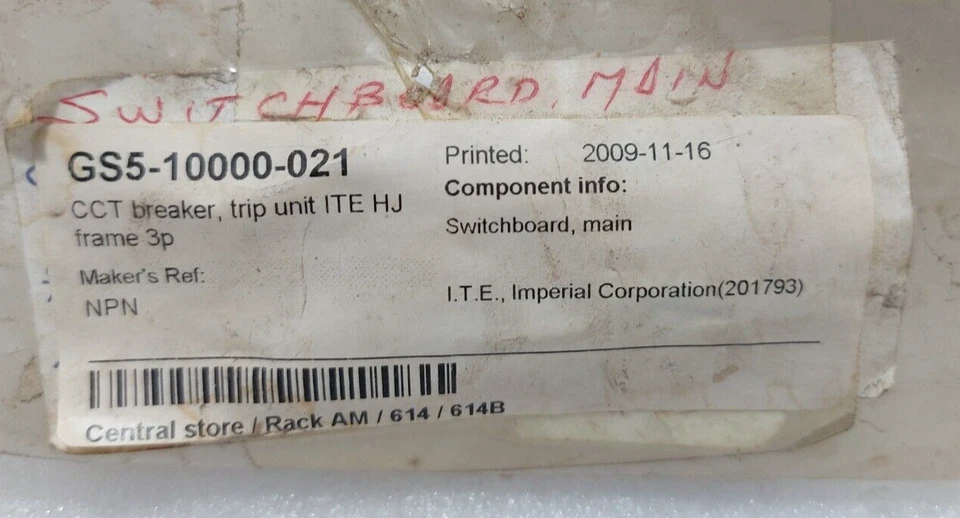 SWITCHBOARD, MAIN
GS5-10000-021
CCT breaker, trip unit ITE HJ
frame 3p
Maker's Ref:
NPN
Printed: 2009-11-16
Component info:
Switchboard, main
I.T.E., Imperial Corporation(201793)
Central store / Rack AM / 614 / 614B